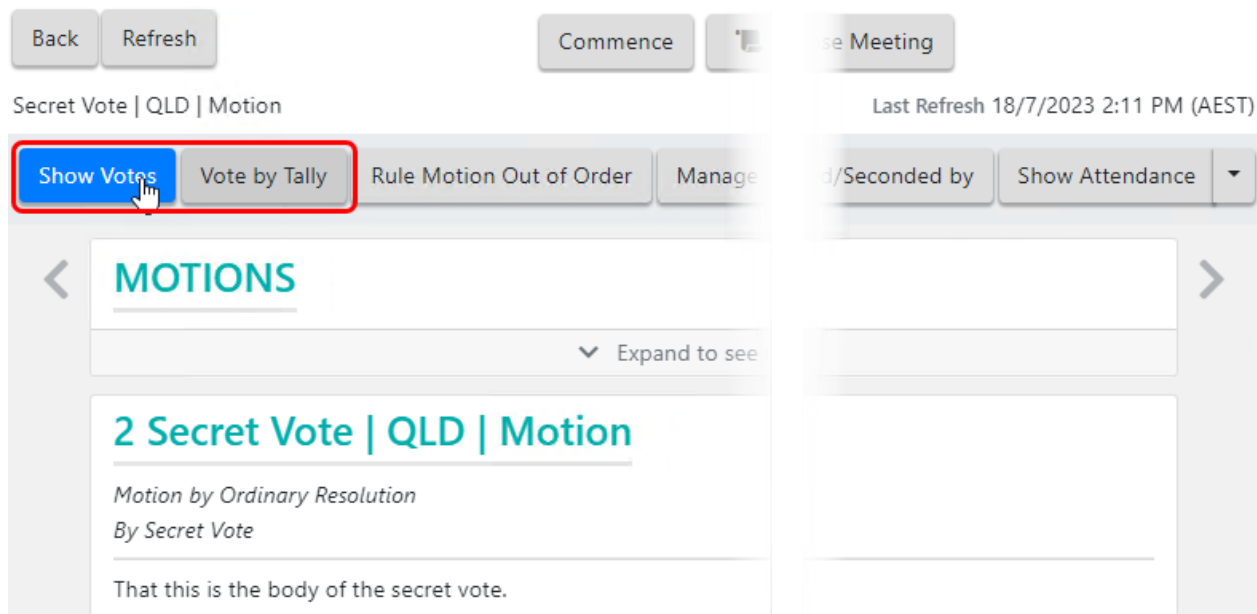 Back Refresh Commence se Meeting
Secret Vote | QLD | Motion Last Refresh 18/7/2023 2:11 PM (AEST)
Show Votes Vote by Tally Rule Motion Out of Order Manage d/Seconded by Show Attendance
MOTIONS
Expand to see
2 Secret Vote | QLD | Motion
Motion by Ordinary Resolution
By Secret Vote
That this is the body of the secret vote.